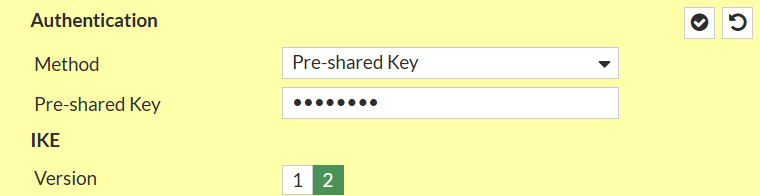 Authentication
Method Pre-shared Key
Pre-shared Key ••••••••
IKE
Version 1 2